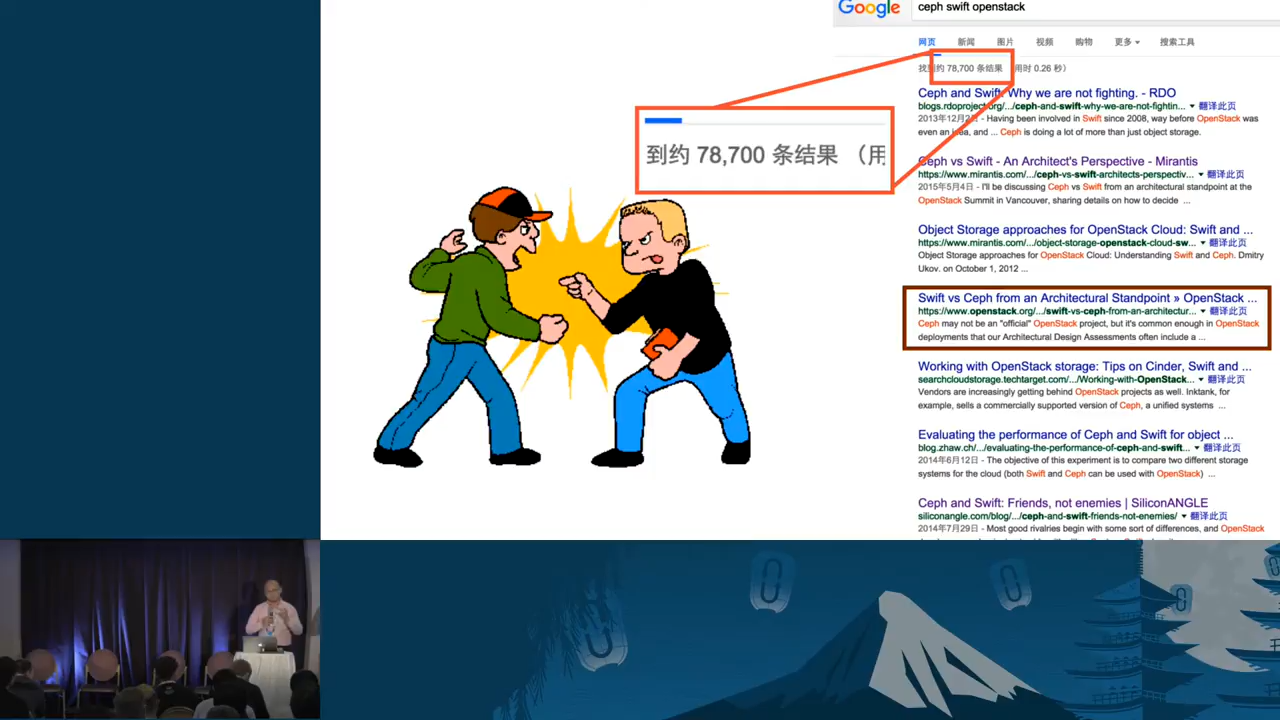 Google
ceph swift openstack
网页 新闻 图片 视频 购物 更多 搜索工具
找到约 78,700 条结果 (用时 0.26 秒)
到约 78,700 条结果 (用
Ceph and Swift: Why we are not fighting. - RDO
blogs.rdoproject.org/.../ceph-and-swift-why-we-are-not-fightin... 翻译此页
2013年12月2日 - Having been involved in Swift since 2008, way before OpenStack was
even an idea, and ... Ceph is doing a lot of more than just object storage.
Ceph vs Swift - An Architect's Perspective - Mirantis
https://www.mirantis.com/.../ceph-vs-swift-architects-perspectiv... 翻译此页
2015年5月4日 - I'll be discussing Ceph vs Swift from an architectural standpoint at the
OpenStack Summit in Vancouver, sharing details on how to decide ...
Object Storage approaches for OpenStack Cloud: Swift and ...
https://www.mirantis.com/.../object-storage-openstack-cloud-sw... 翻译此页
Object Storage approaches for OpenStack Cloud: Understanding Swift and Ceph. Dmitry
Ukov. on October 1, 2012 ...
Swift vs Ceph from an Architectural Standpoint » OpenStack ...
https://www.openstack.org/.../swift-vs-ceph-from-an-architectur... 翻译此页
Ceph may not be an "official" OpenStack project, but it's common enough in OpenStack
deployments that our Architectural Design Assessments often include a ...
Working with OpenStack storage: Tips on Cinder, Swift and ...
searchcloudstorage.techtarget.com/.../Working-with-OpenStack... 翻译此页
Vendors are increasingly getting behind OpenStack projects as well. Inktank, for
example, sells a commercially supported version of Ceph, a unified systems ...
Evaluating the performance of Ceph and Swift for object ...
blog.zhaw.ch/.../evaluating-the-performance-of-ceph-and-swift... 翻译此页
2014年6月12日 - The objective of this experiment is to compare two different storage
systems for the cloud (both Swift and Ceph can be used with OpenStack) ...
Ceph and Swift: Friends, not enemies | SiliconANGLE
siliconangle.com/blog/.../ceph-and-swift-friends-not-enemies/ 翻译此页
2014年7月29日 - Most good rivalries begin with some sort of differences, and OpenStack